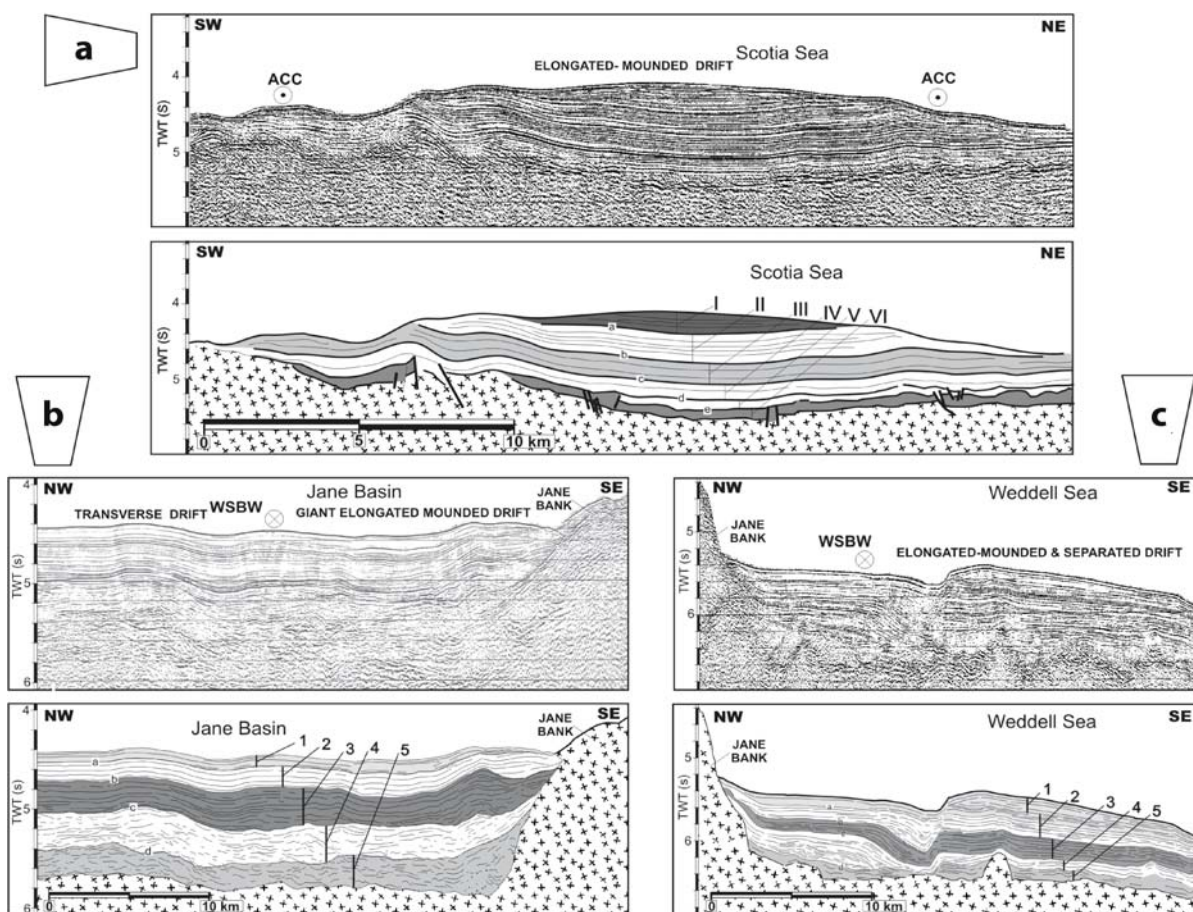 a
SW
NE
Scotia Sea
ELONGATED- MOUNDED DRIFT
ACC
ACC
TWT (S)
4
5
SW
NE
Scotia Sea
I II III IV V VI
TWT (S)
4
5
a
b
c
d
e
0 5 10 km
b
NW
SE
Jane Basin
JANE BANK
TRANSVERSE DRIFT
WSBW
GIANT ELONGATED MOUNDED DRIFT
TWT (s)
4
5
6
NW
SE
Jane Basin
JANE BANK
1 2 3 4 5
TWT (s)
4
5
6
a
b
c
d
0 10 km
c
NW
SE
Weddell Sea
JANE BANK
WSBW
ELONGATED-MOUNDED & SEPARATED DRIFT
TWT (s)
5
6
NW
SE
Weddell Sea
JANE BANK
1 2 3 4 5
TWT (s)
5
6
a
d
0 10 km